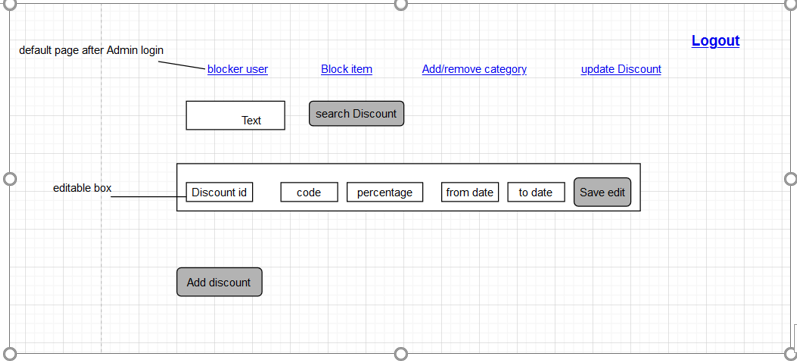 Logout
default page after Admin login
blocker user Block item Add/remove category update Discount
Text search Discount
editable box Discount id code percentage from date to date Save edit
Add discount